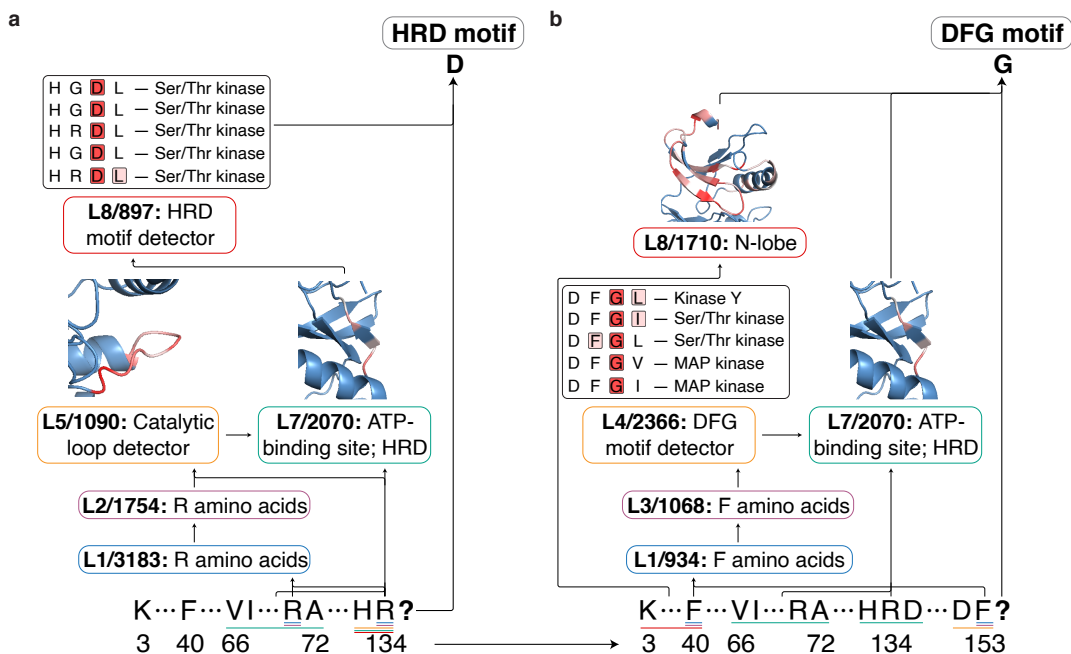 a
HRD motif
D
H G D L — Ser/Thr kinase
H G D L — Ser/Thr kinase
H R D L — Ser/Thr kinase
H G D L — Ser/Thr kinase
H R D L — Ser/Thr kinase
L8/897: HRD
motif detector
L5/1090: Catalytic
loop detector
L7/2070: ATP-
binding site; HRD
L2/1754: R amino acids
L1/3183: R amino acids
K···F···VI···RA···HR?
3 40 66 72 134
b
DFG motif
G
L8/1710: N-lobe
D F G L — Kinase Y
D F G I — Ser/Thr kinase
D F G L — Ser/Thr kinase
D F G V — MAP kinase
D F G I — MAP kinase
L4/2366: DFG
motif detector
L7/2070: ATP-
binding site; HRD
L3/1068: F amino acids
L1/934: F amino acids
K···F···VI···RA···HRD···DF?
3 40 66 72 134 153